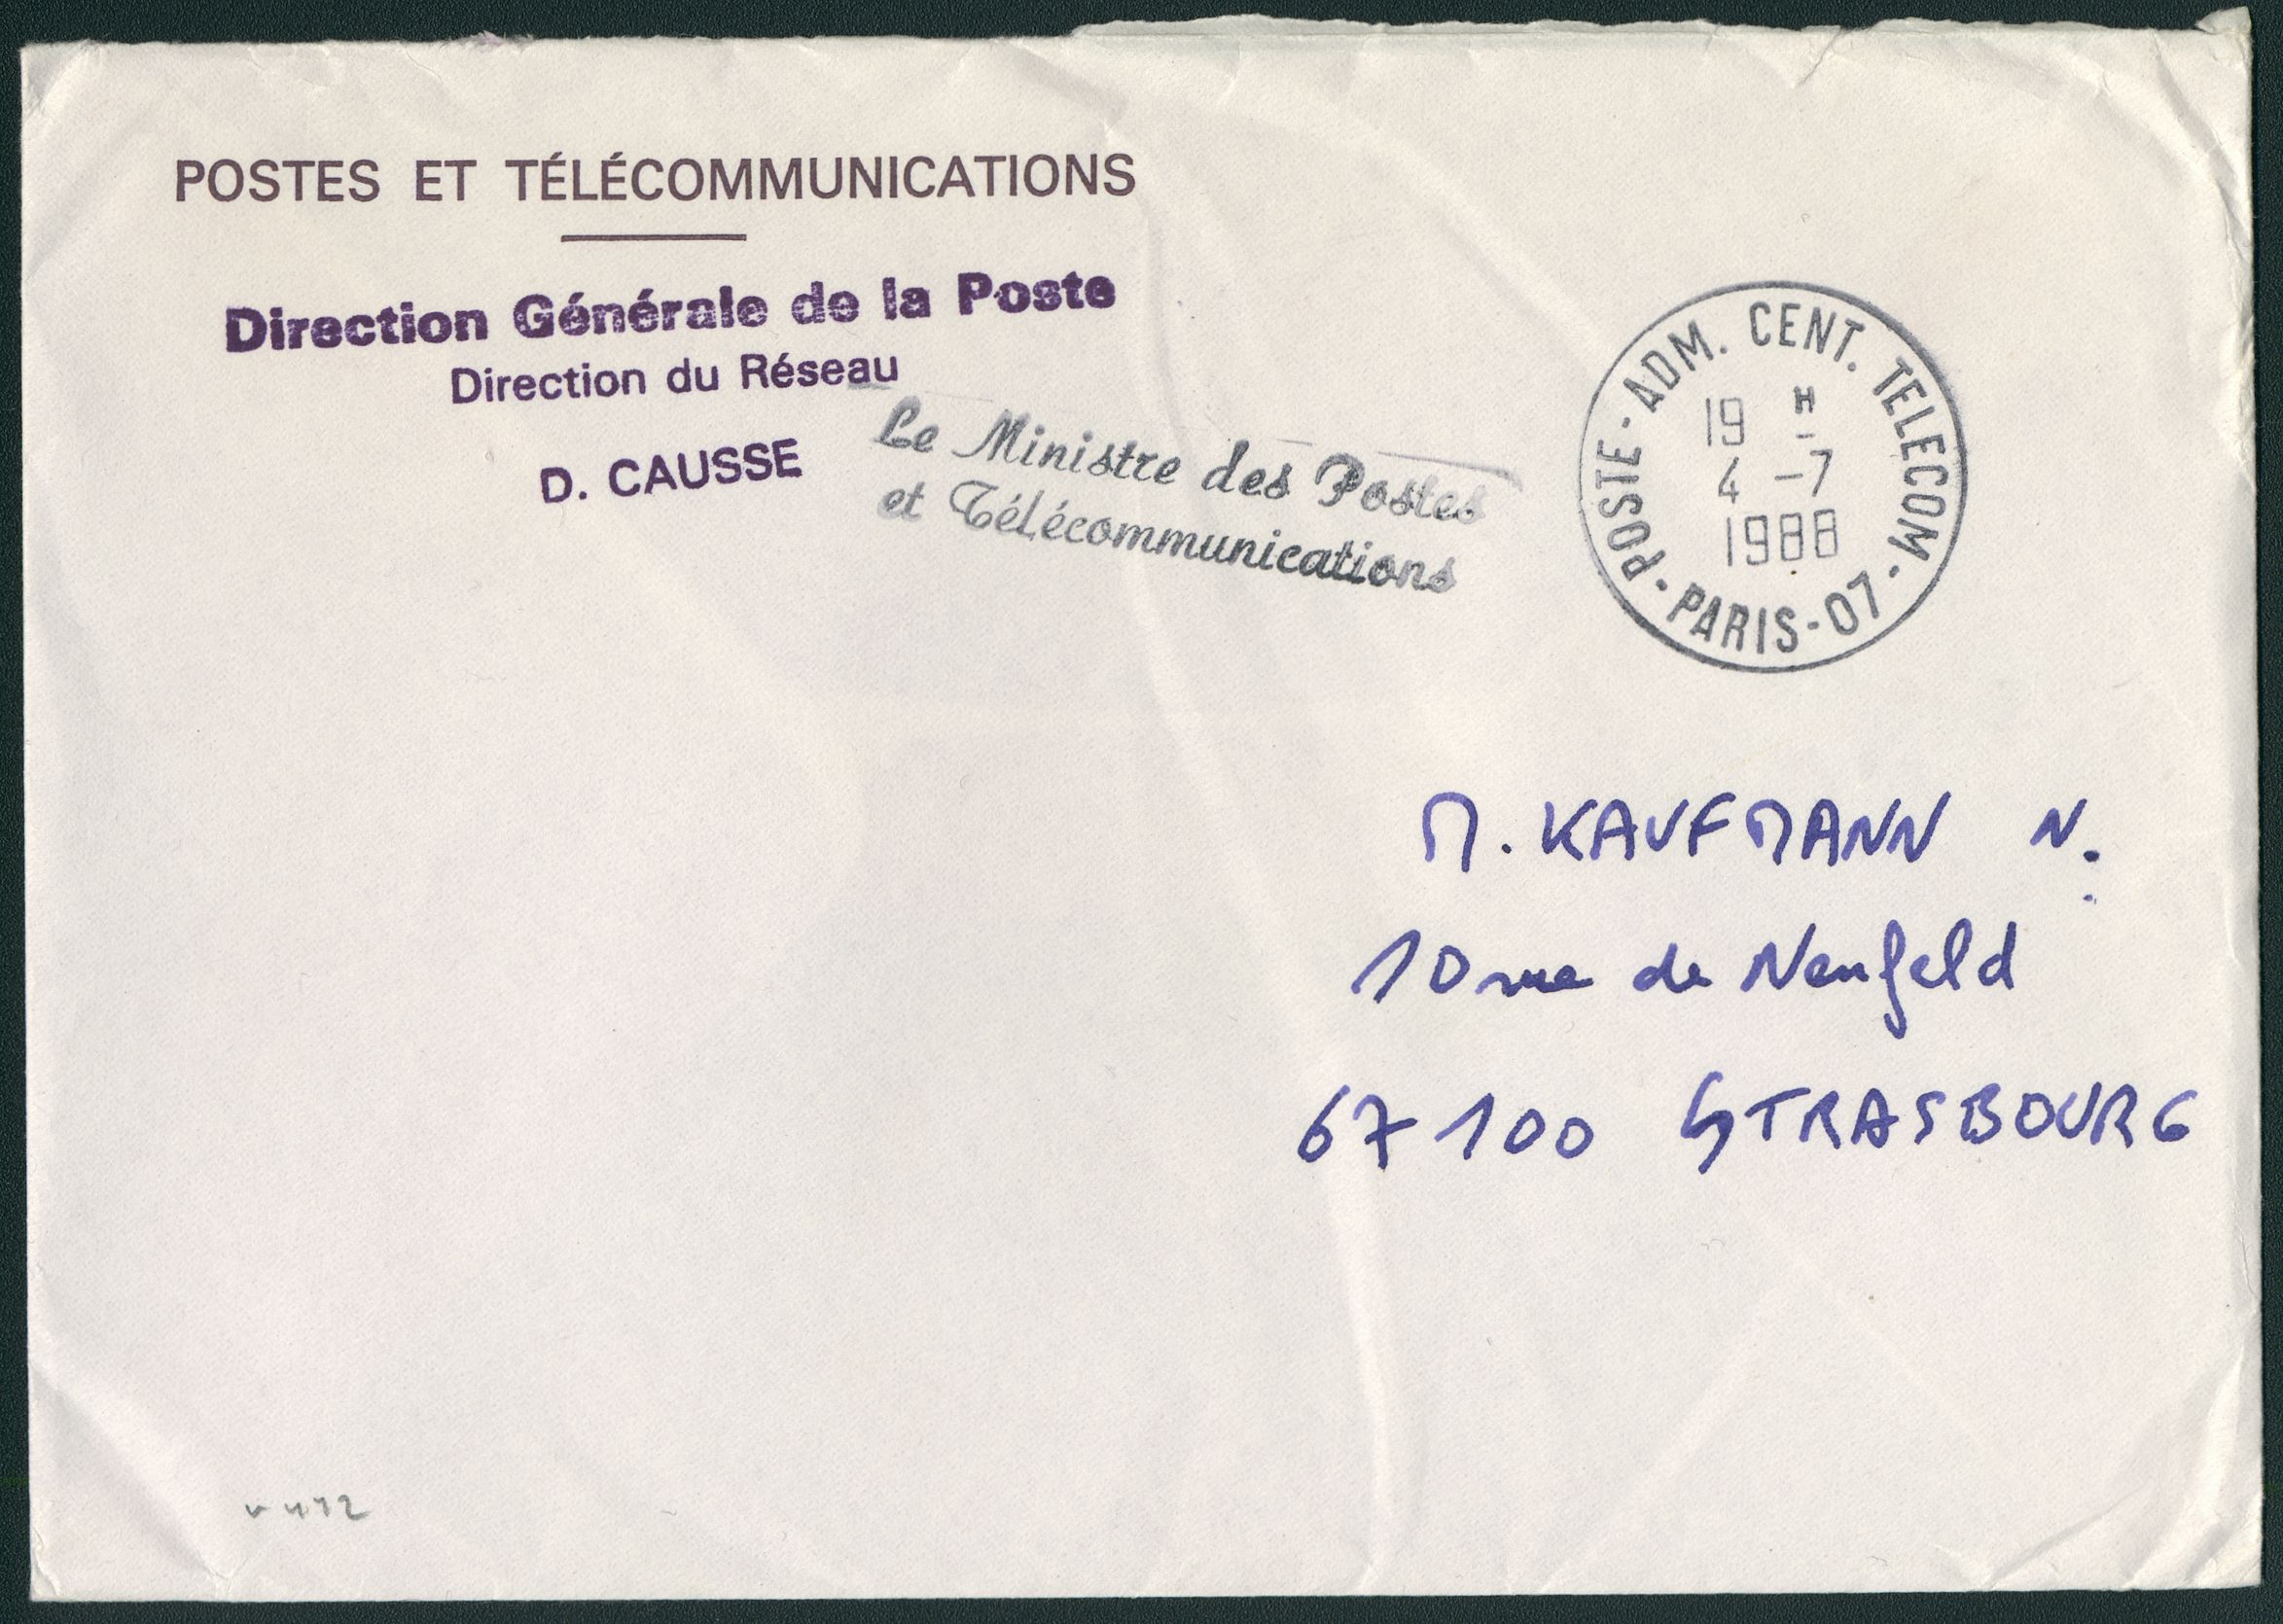 POSTES ET TÉLÉCOMMUNICATIONS
Direction Générale de la Poste
Direction du Réseau
D. CAUSSE
Le Ministre des Postes
et Télécommunications
POSTE - ADM. CENT. TELECOM - PARIS - 07 -
19 H -
4 -7
1988
M. KAUFMANN N.
10 rue de Neufeld
67100 STRASBOURG